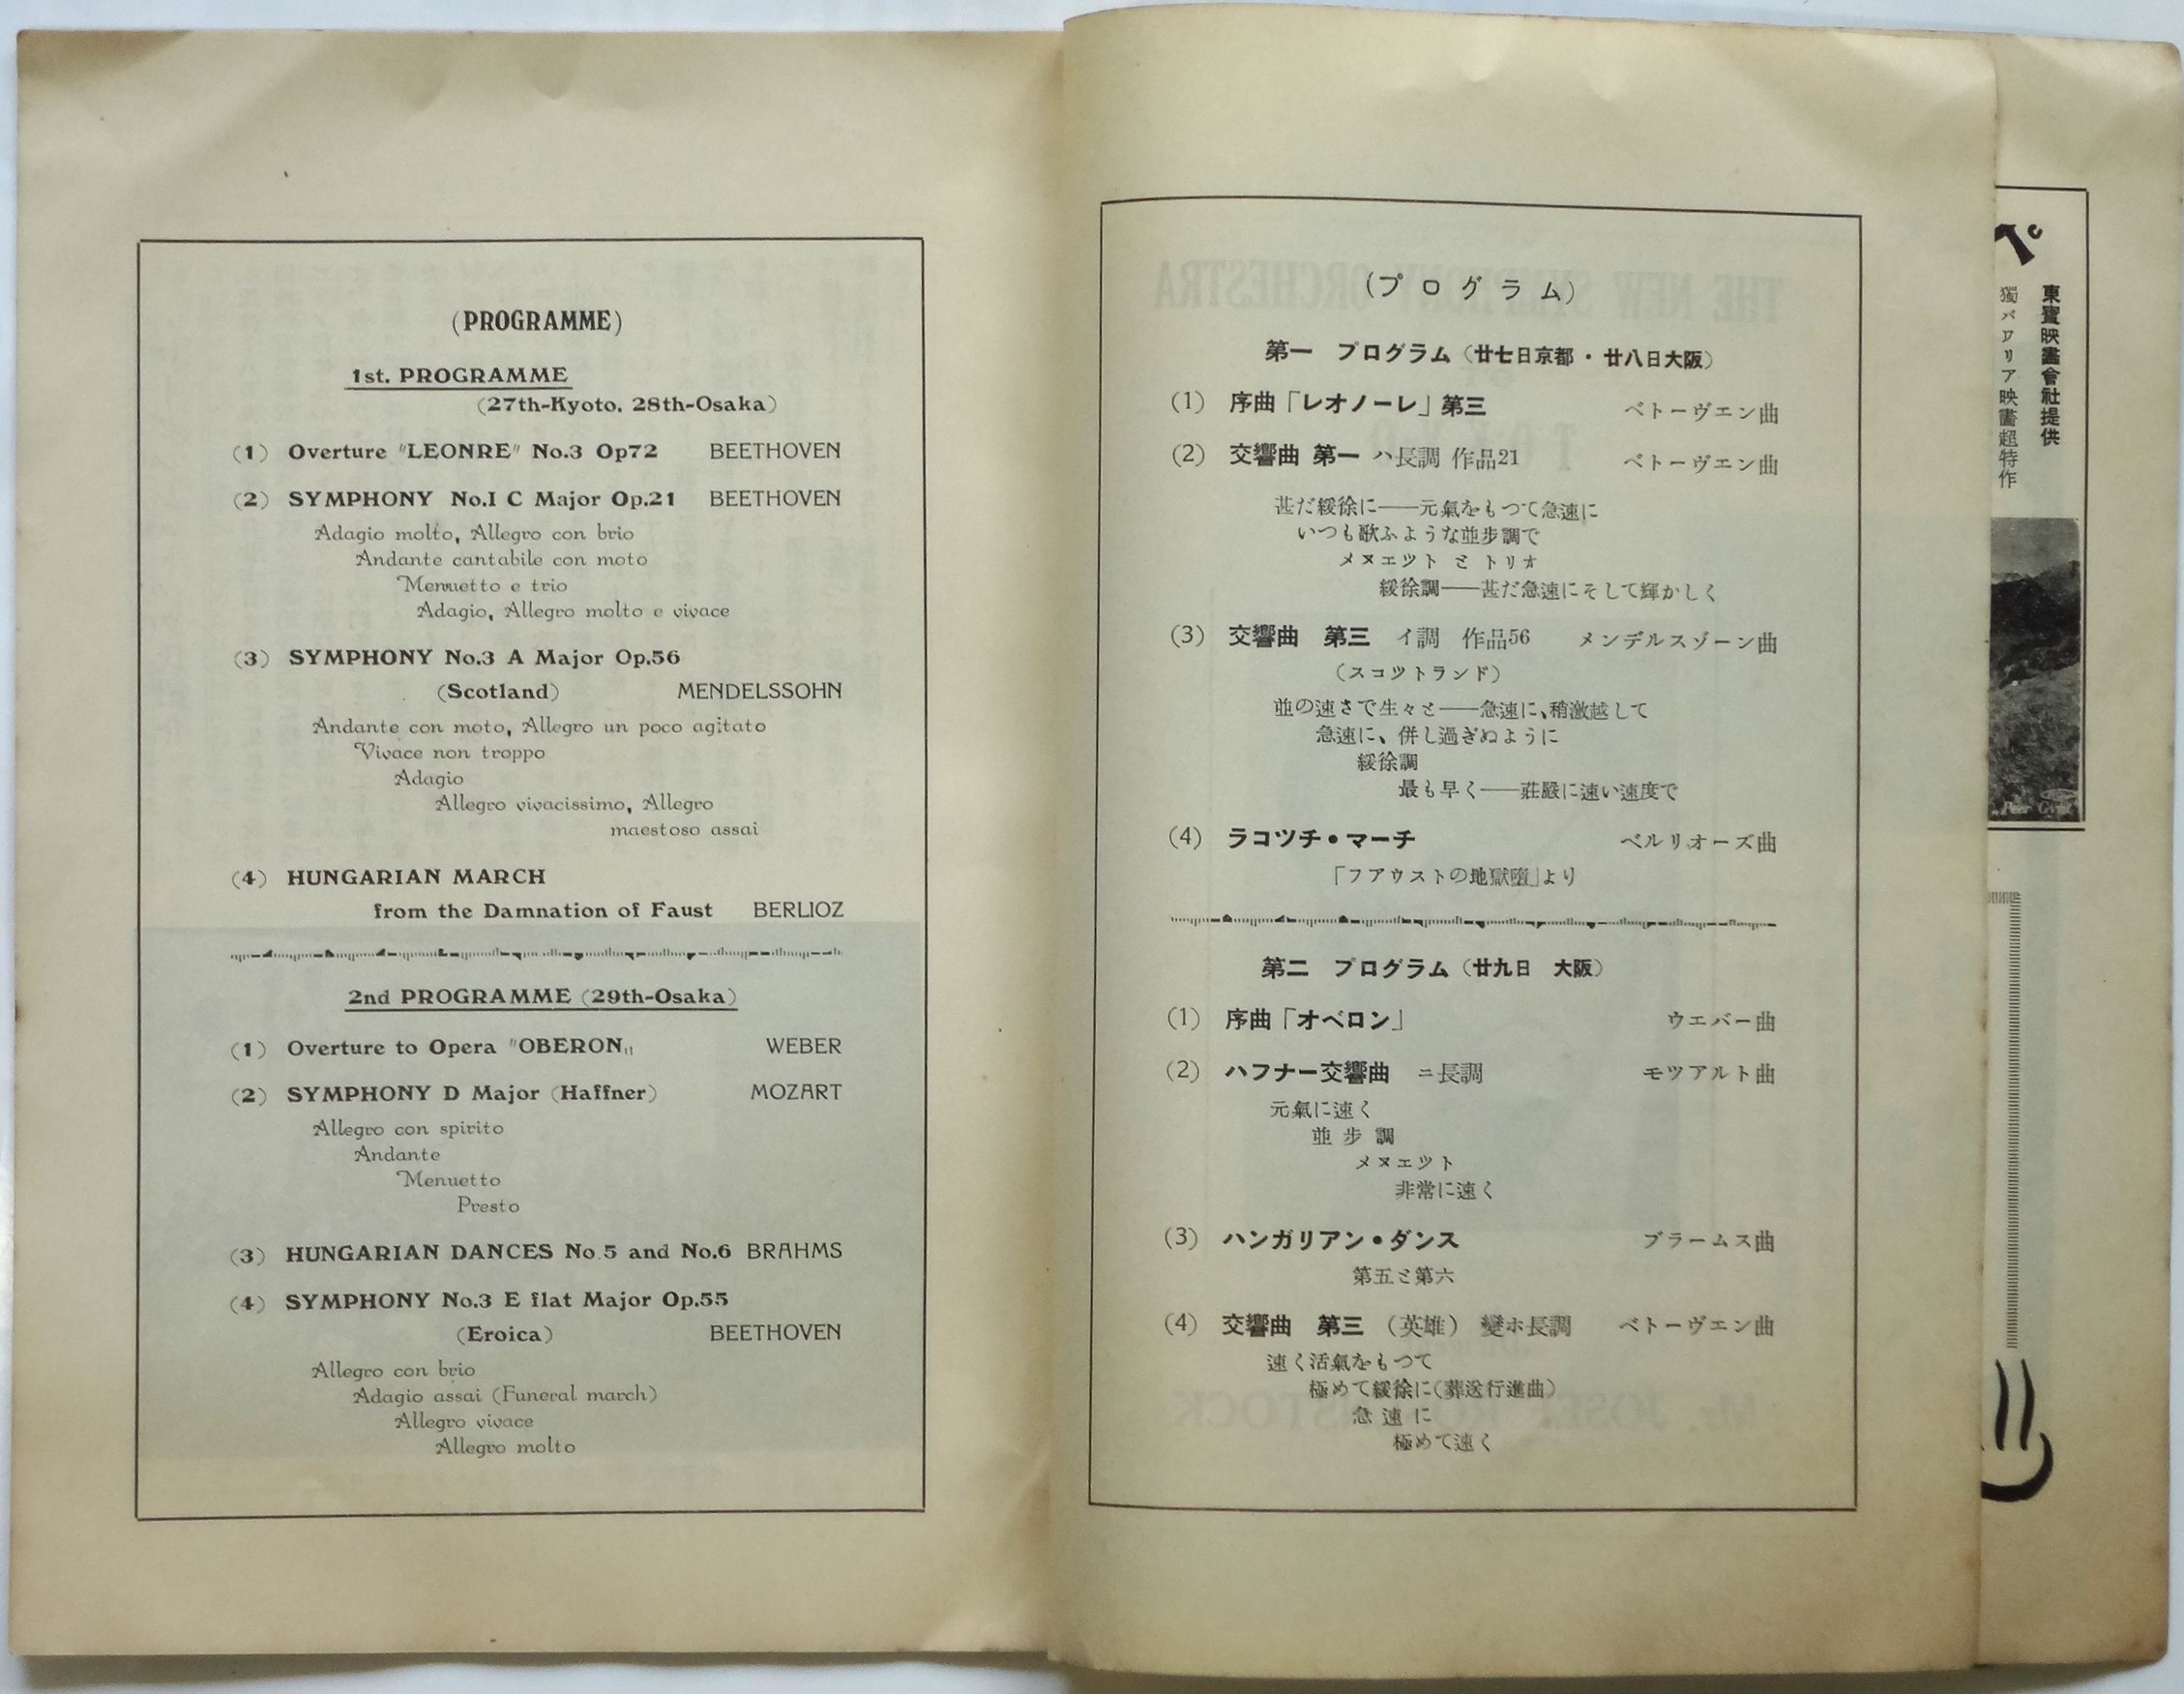 (PROGRAMME)
1st. PROGRAMME
(27th-Kyoto. 28th-Osaka)
(1) Overture "LEONRE" No.3 Op72 BEETHOVEN
(2) SYMPHONY No.I C Major Op.21 BEETHOVEN
Adagio molto, Allegro con brio
Andante cantabile con moto
Menuetto e trio
Adagio, Allegro molto e vivace
(3) SYMPHONY No.3 A Major Op.56
(Scotland) MENDELSSOHN
Andante con moto, Allegro un poco agitato
Vivace non troppo
Adagio
Allegro vivacissimo, Allegro
maestoso assai
(4) HUNGARIAN MARCH
from the Damnation of Faust BERLIOZ
2nd PROGRAMME (29th-Osaka)
(1) Overture to Opera "OBERON„ WEBER
(2) SYMPHONY D Major (Haffner) MOZART
Allegro con spirito
Andante
Menuetto
Presto
(3) HUNGARIAN DANCES No.5 and No.6 BRAHMS
(4) SYMPHONY No.3 E flat Major Op.55
(Eroica) BEETHOVEN
Allegro con brio
Adagio assai (Funeral march)
Allegro vivace
Allegro molto
(プログラム)
第一 プログラム（廿七日京都・廿八日大阪）
(1) 序曲「レオノーレ」第三 ベトーヴエン曲
(2) 交響曲 第一 ハ長調 作品21 ベトーヴエン曲
甚だ緩徐に――元氣をもつて急速に
いつも歌ふような並步調で
メヌエツト と トリオ
緩徐調――甚だ急速にそして輝かしく
(3) 交響曲 第三 イ調 作品56 メンデルスゾーン曲
（スコツトランド）
並の速さで生々と――急速に、稍激越して
急速に、併し過ぎぬように
緩徐調
最も早く――莊嚴に速い速度で
(4) ラコツチ・マーチ ベルリオーズ曲
「フアウストの地獄墮」より
第二 プログラム（廿九日 大阪）
(1) 序曲「オベロン」 ウエバー曲
(2) ハフナー交響曲 ニ長調 モツアルト曲
元氣に速く
並步調
メヌエツト
非常に速く
(3) ハンガリアン・ダンス ブラームス曲
第五と第六
(4) 交響曲 第三 （英雄） 變ホ長調 ベトーヴエン曲
速く活氣をもつて
極めて緩徐に（葬送行進曲）
急速に
極めて速く
東寶映畫會社提供
獨バワリア映畫超特作
ペ
Peer Gynt